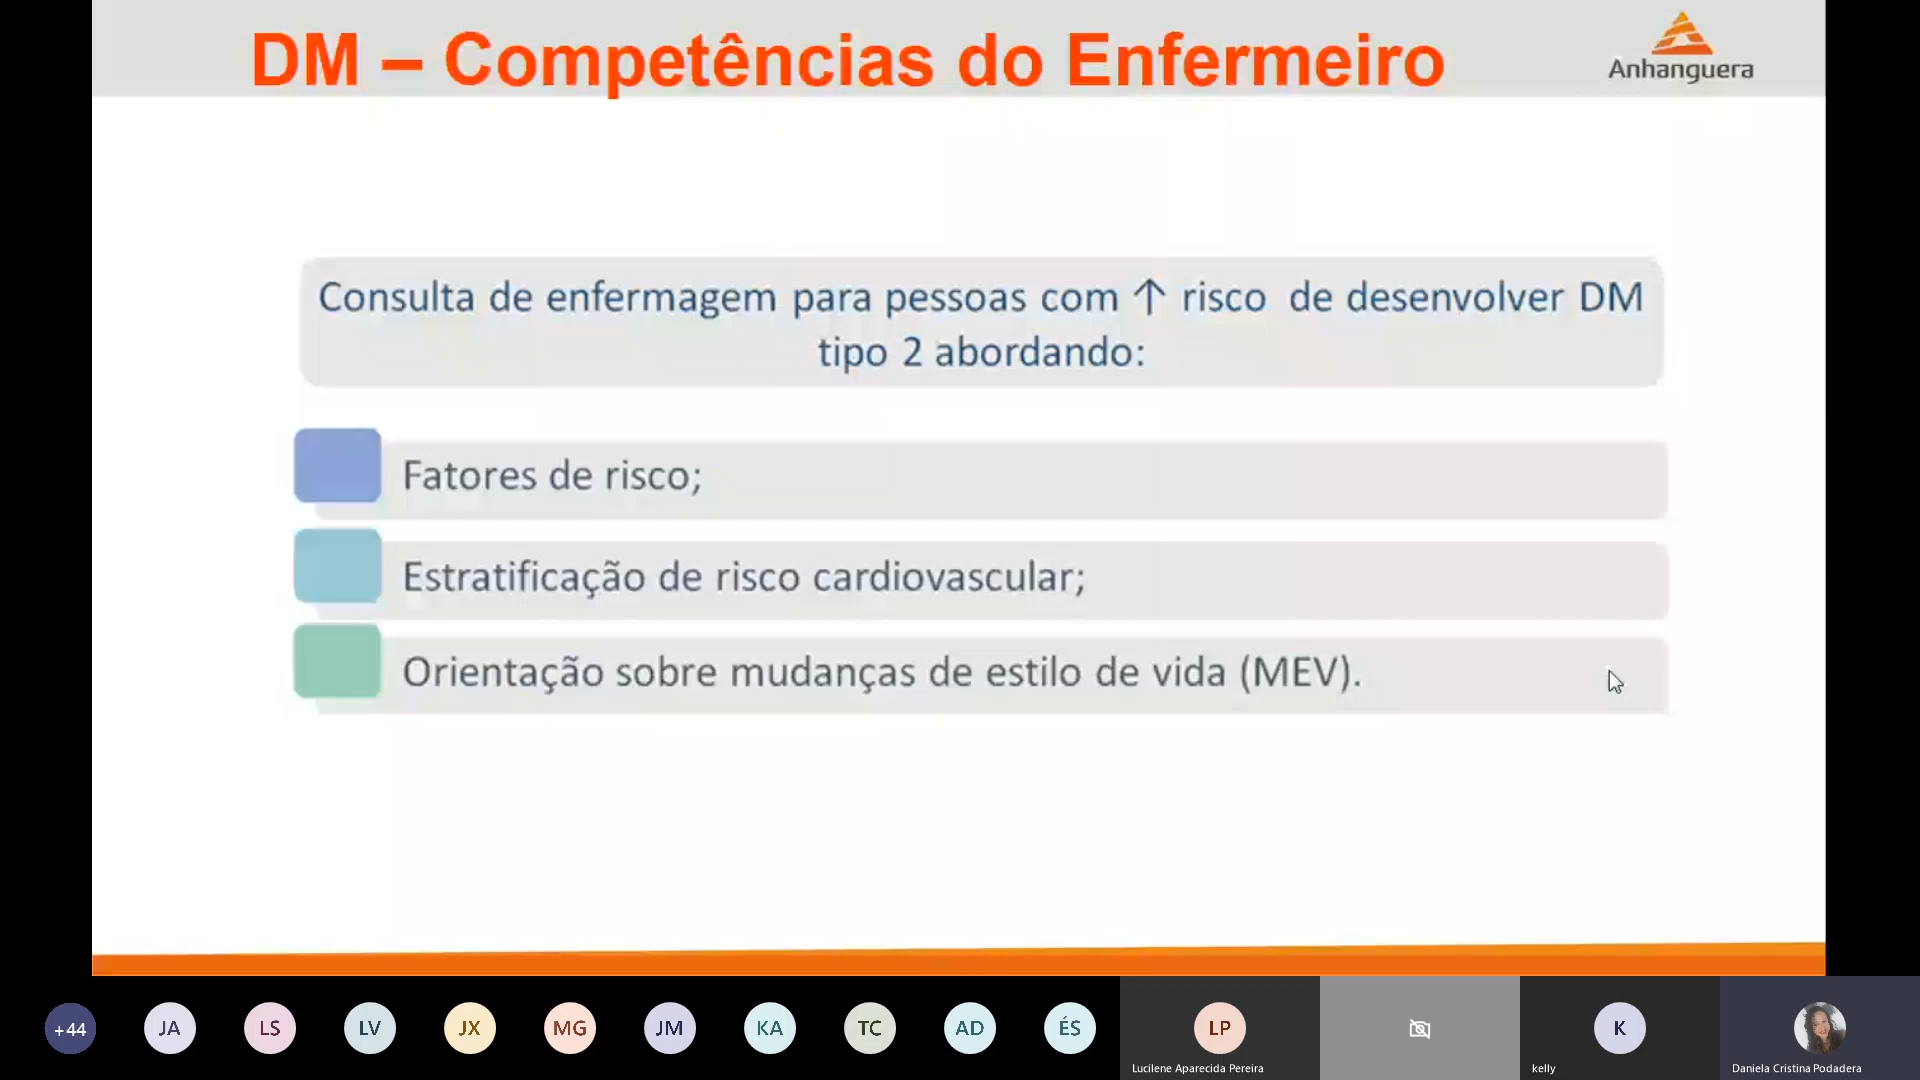 DM – Competências do Enfermeiro
Anhanguera
Consulta de enfermagem para pessoas com ↑ risco de desenvolver DM
tipo 2 abordando:
Fatores de risco;
Estratificação de risco cardiovascular;
Orientação sobre mudanças de estilo de vida (MEV).
+44
JA
LS
LV
JX
MG
JM
KA
TC
AD
ÉS
LP
K
Lucilene Aparecida Pereira
kelly
Daniela Cristina Podadera